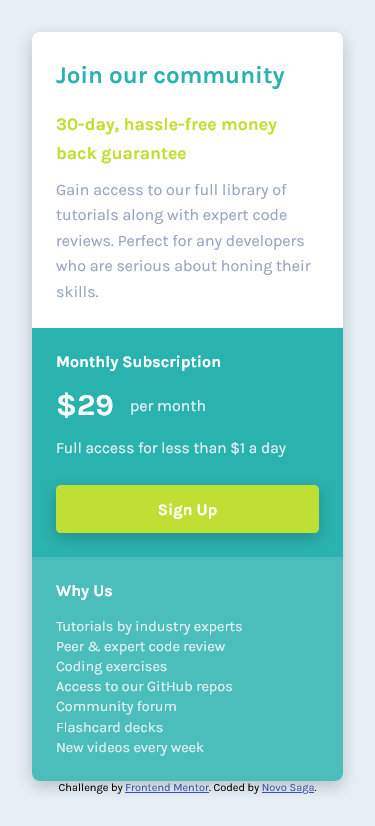 Join our community
30-day, hassle-free money
back guarantee
Gain access to our full library of
tutorials along with expert code
reviews. Perfect for any developers
who are serious about honing their
skills.
Monthly Subscription
$29 per month
Full access for less than $1 a day
Sign Up
Why Us
Tutorials by industry experts
Peer & expert code review
Coding exercises
Access to our GitHub repos
Community forum
Flashcard decks
New videos every week
Challenge by Frontend Mentor. Coded by Novo Saga.